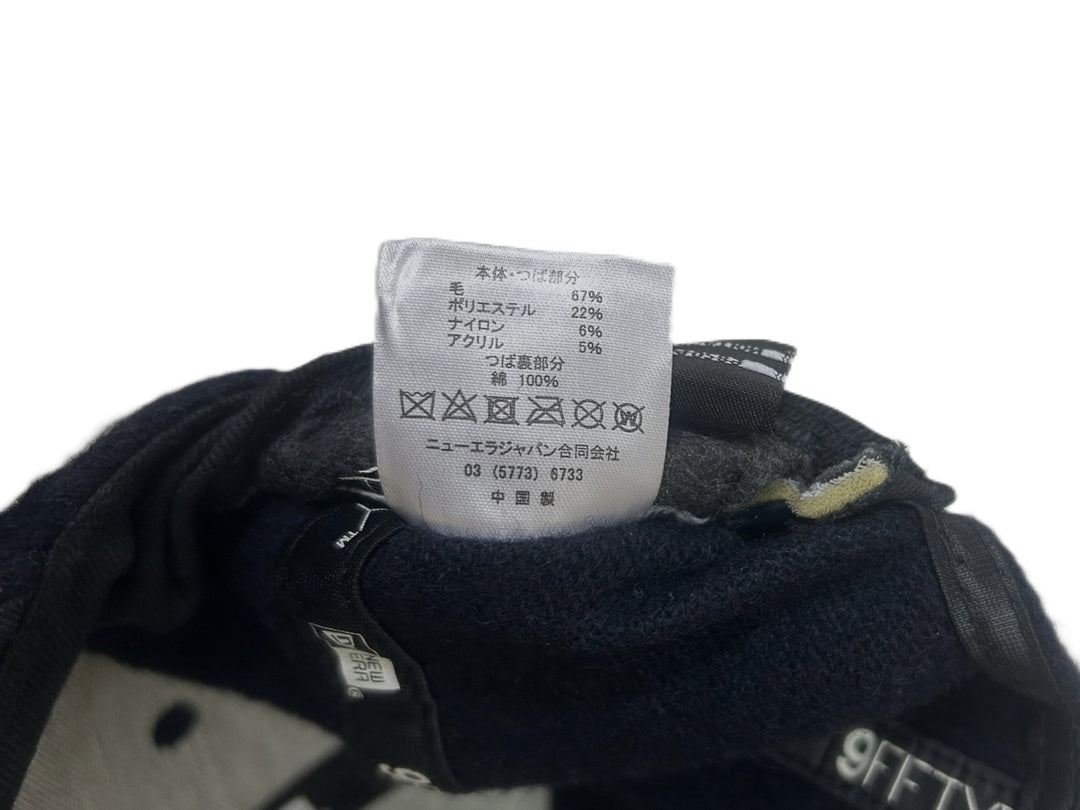 本体・つば部分
毛 67%
ポリエステル 22%
ナイロン 6%
アクリル 5%
つば裏部分
綿 100%
ニューエラジャパン合同会社
03 (5773) 6733
中国製
TM
NEW
ERA
9FIFTY